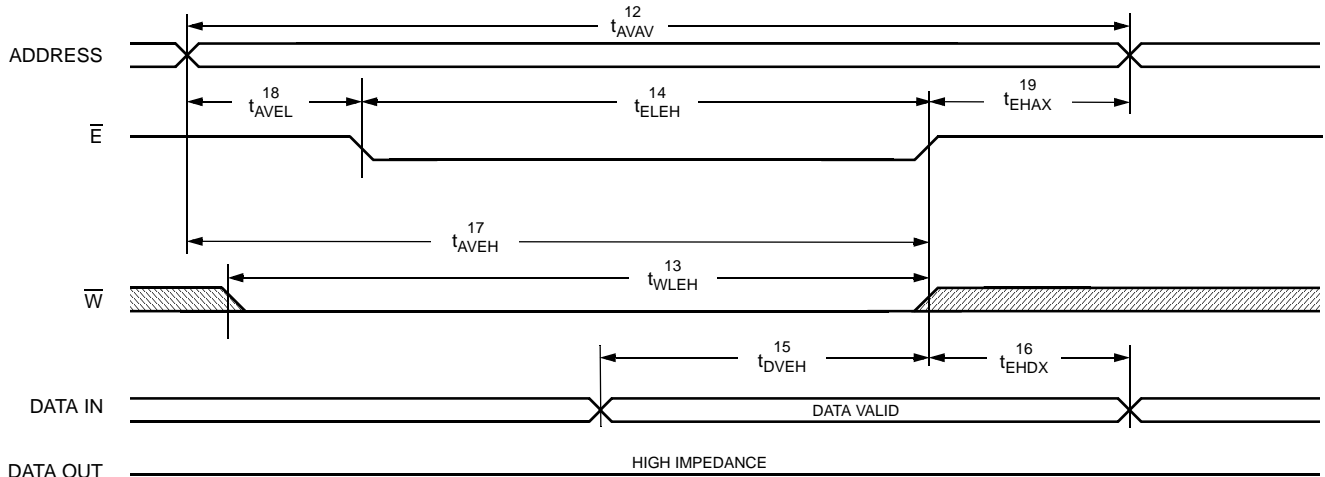 12
tAVAV
ADDRESS
18
tAVEL
14
tELEH
19
tEHAX
E
17
tAVEH
13
tWLEH
W
15
tDVEH
16
tEHDX
DATA IN
DATA VALID
DATA OUT
HIGH IMPEDANCE